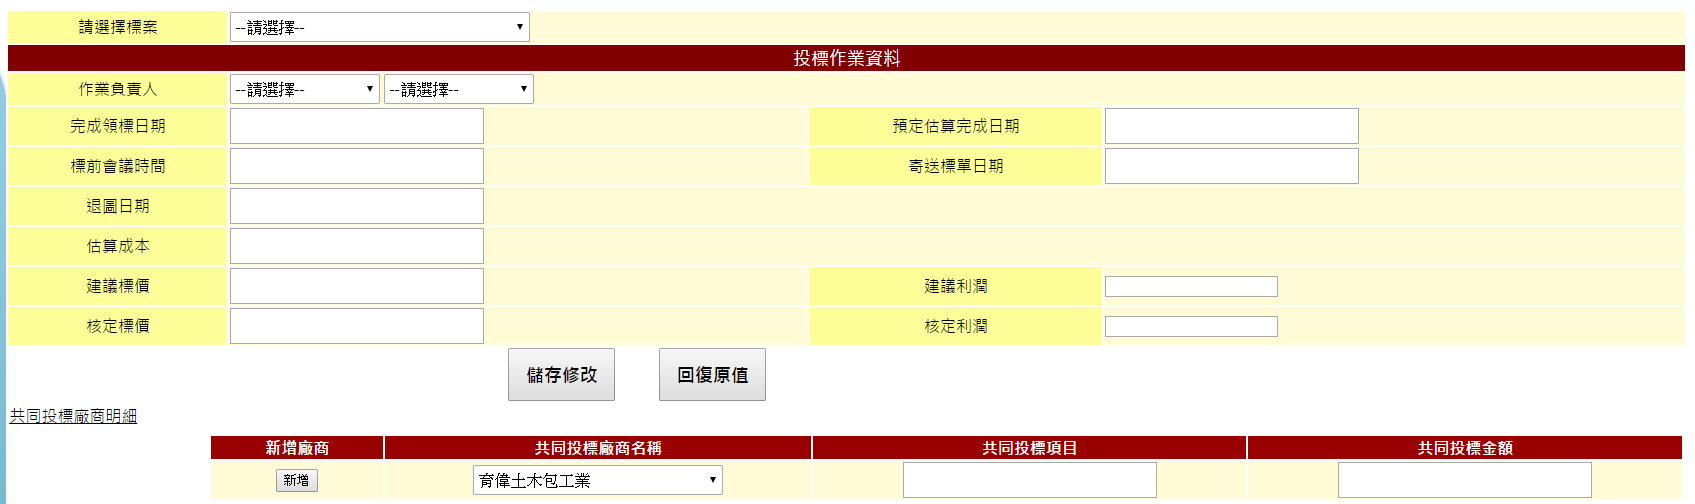 請選擇標案 --請選擇--
投標作業資料
作業負責人 --請選擇-- --請選擇--
完成領標日期 預定估算完成日期
標前會議時間 寄送標單日期
退圖日期
估算成本
建議標價 建議利潤
核定標價 核定利潤
儲存修改 回復原值
共同投標廠商明細
新增廠商 共同投標廠商名稱 共同投標項目 共同投標金額
新增 育偉土木包工業